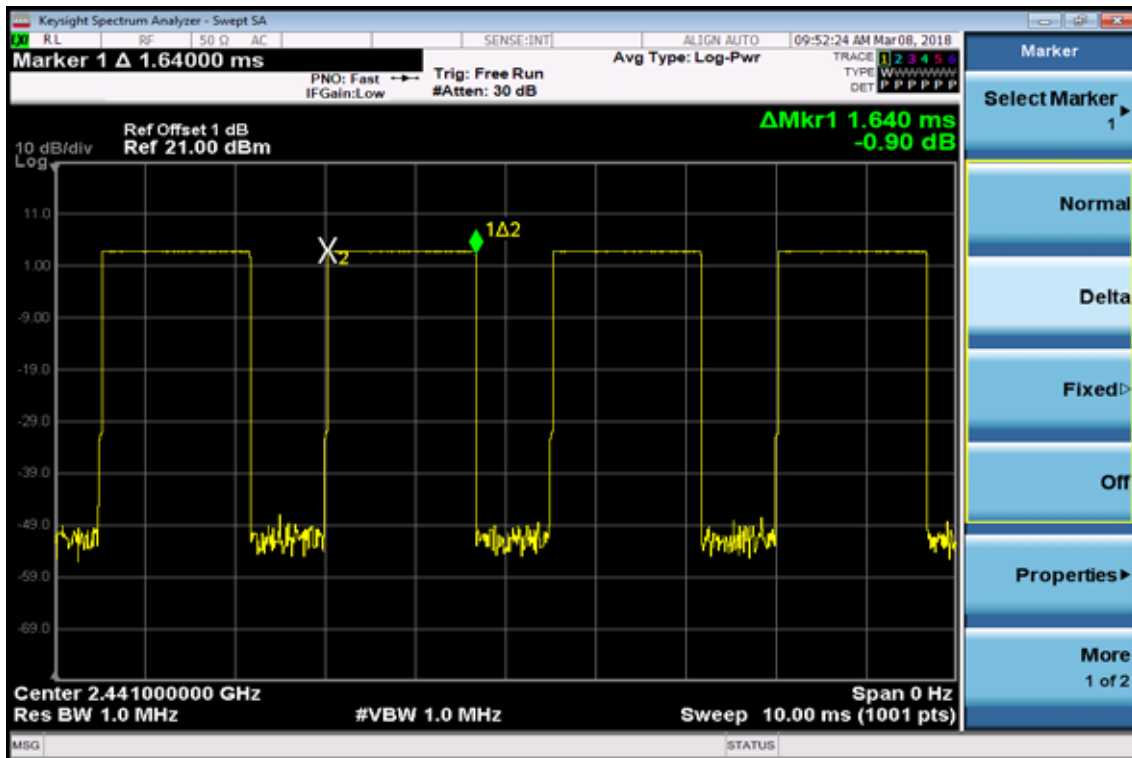 Keysight Spectrum Analyzer - Swept SA
LXI RL RF 50 Ω AC SENSE:INT ALIGN AUTO 09:52:24 AM Mar 08, 2018
Marker 1 Δ 1.64000 ms
PNO: Fast
IFGain:Low
Trig: Free Run
#Atten: 30 dB
Avg Type: Log-Pwr
TRACE 1 2 3 4 5 6
TYPE WWWWWWW
DET P P P P P P
ΔMkr1 1.640 ms
-0.90 dB
Ref Offset 1 dB
10 dB/div Ref 21.00 dBm
Log
11.0
1.00
-9.00
-19.0
-29.0
-39.0
-49.0
-59.0
-69.0
X2
1Δ2
Center 2.441000000 GHz Span 0 Hz
Res BW 1.0 MHz #VBW 1.0 MHz Sweep 10.00 ms (1001 pts)
MSG STATUS
Marker
Select Marker
1
Normal
Delta
Fixed
Off
Properties
More
1 of 2